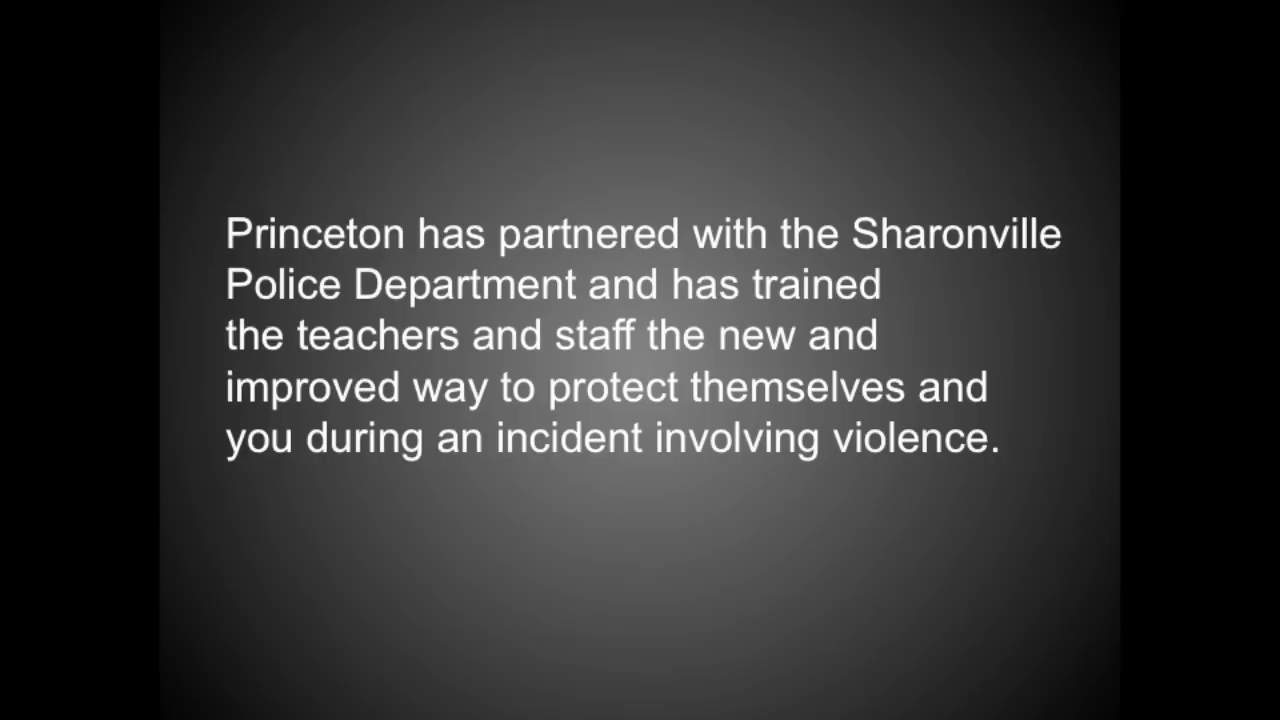 Princeton has partnered with the Sharonville
Police Department and has trained
the teachers and staff the new and
improved way to protect themselves and
you during an incident involving violence.